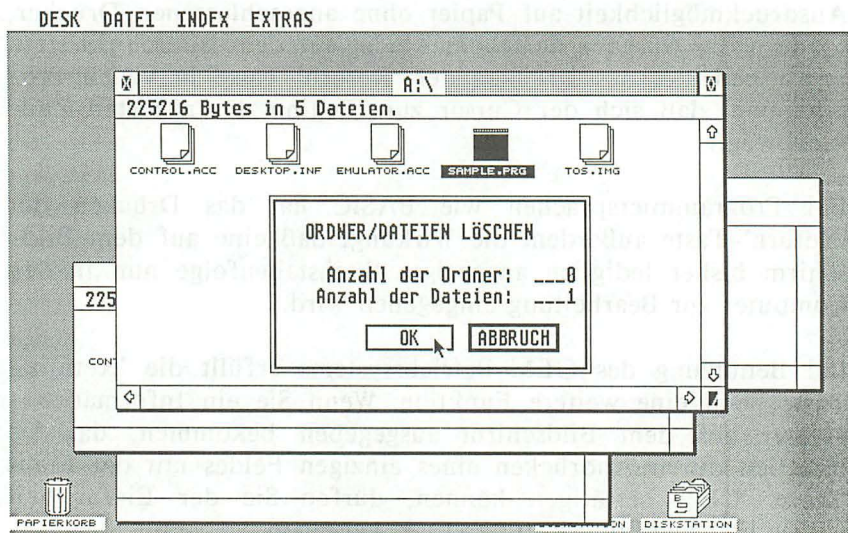 DESK DATEI INDEX EXTRAS
A:\
225216 Bytes in 5 Dateien.
CONTROL.ACC DESKTOP.INF EMULATOR.ACC SAMPLE.PRG TOS.IMG
ORDNER/DATEIEN LÖSCHEN
Anzahl der Ordner: ___0
Anzahl der Dateien: 1
OK ABBRUCH
225
CONT
PAPIERKORB
DISKSTATION